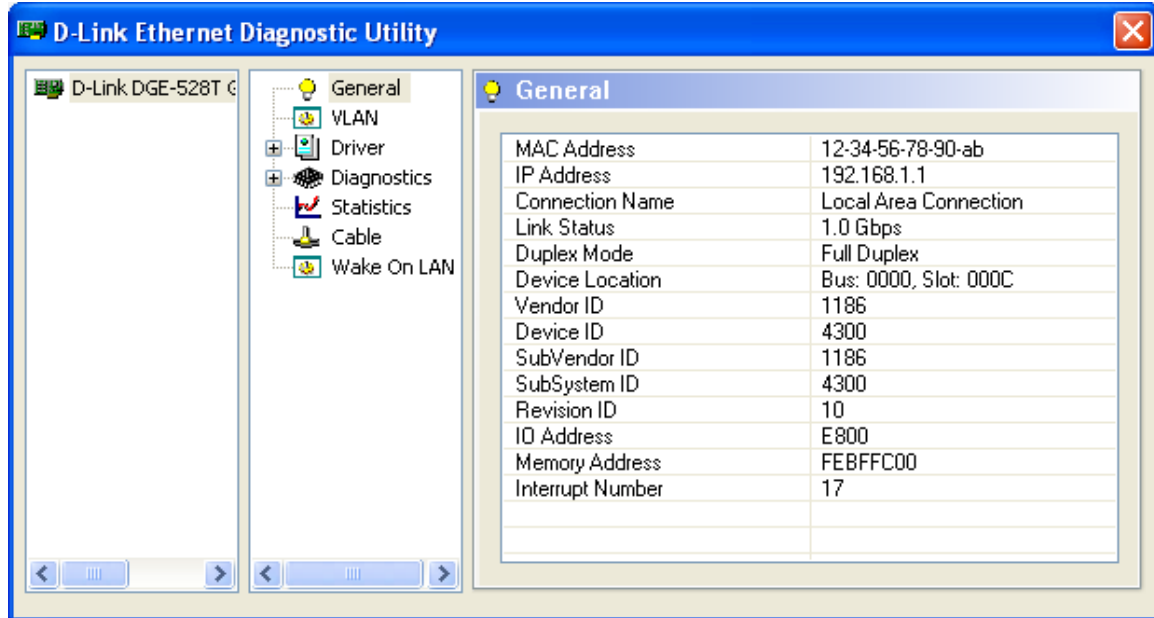 D-Link Ethernet Diagnostic Utility
D-Link DGE-528T G
General
VLAN
Driver
Diagnostics
Statistics
Cable
Wake On LAN
General
MAC Address 12-34-56-78-90-ab
IP Address 192.168.1.1
Connection Name Local Area Connection
Link Status 1.0 Gbps
Duplex Mode Full Duplex
Device Location Bus: 0000, Slot: 000C
Vendor ID 1186
Device ID 4300
SubVendor ID 1186
SubSystem ID 4300
Revision ID 10
IO Address E800
Memory Address FEBFFC00
Interrupt Number 17